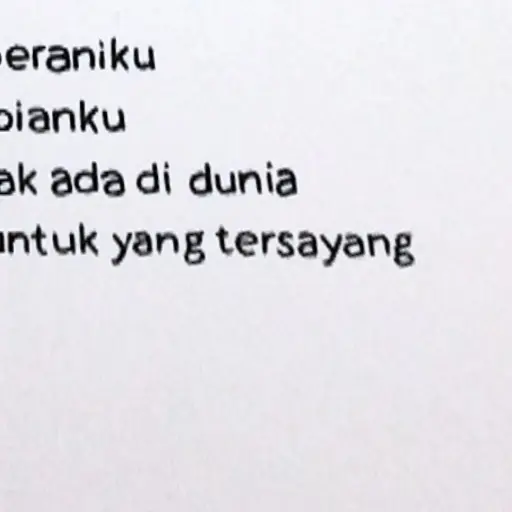 eraniku
ianku
ak ada di dunia
ntuk yang tersayang